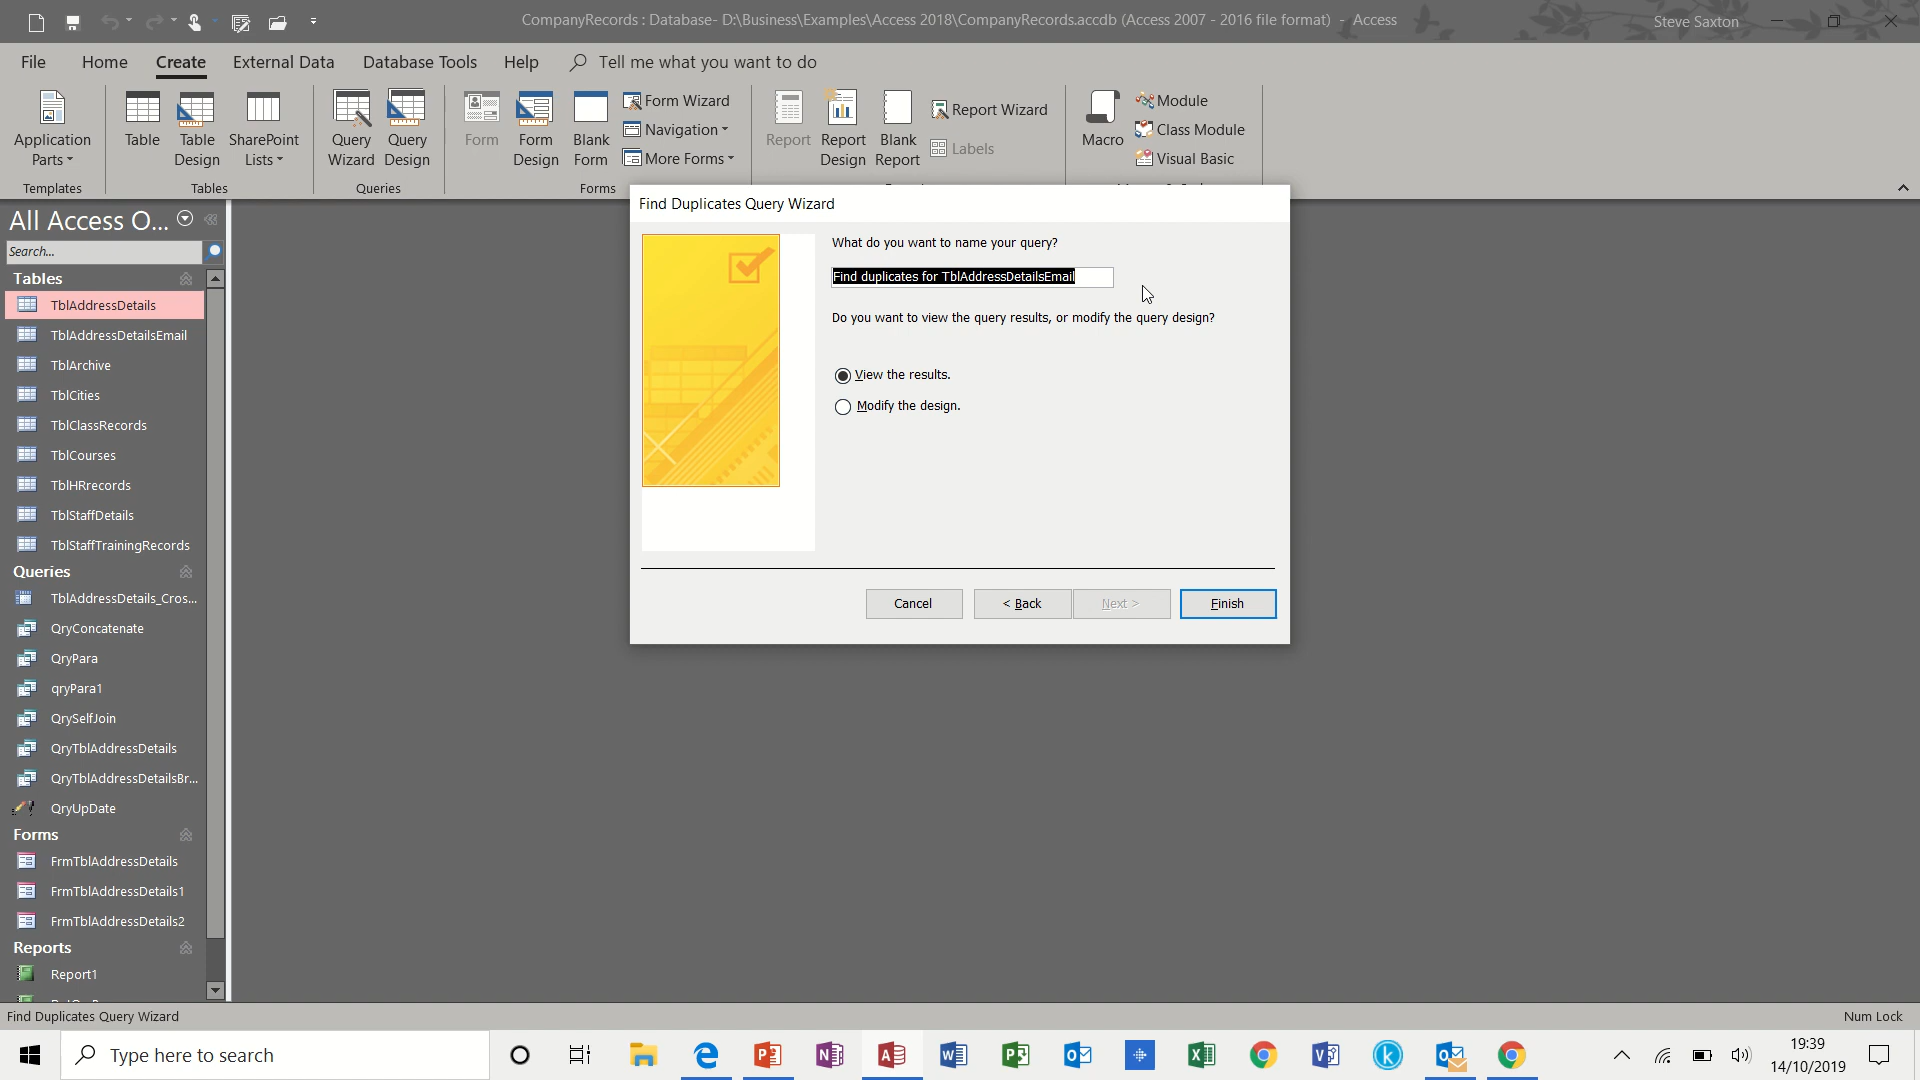 CompanyRecords : Database- D:\Business\Examples\Access 2018\CompanyRecords.accdb (Access 2007 - 2016 file format) - Access
Steve Saxton
File Home Create External Data Database Tools Help Tell me what you want to do
Application Parts
Table
Table Design
SharePoint Lists
Query Wizard
Query Design
Form
Form Design
Blank Form
Form Wizard
Navigation
More Forms
Report
Report Design
Blank Report
Report Wizard
Labels
Macro
Module
Class Module
Visual Basic
Templates
Tables
Queries
Forms
All Access O...
Search...
Tables
TblAddressDetails
TblAddressDetailsEmail
TblArchive
TblCities
TblClassRecords
TblCourses
TblHRrecords
TblStaffDetails
TblStaffTrainingRecords
Queries
TblAddressDetails_Cros...
QryConcatenate
QryPara
qryPara1
QrySelfJoin
QryTblAddressDetails
QryTblAddressDetailsBr...
QryUpDate
Forms
FrmTblAddressDetails
FrmTblAddressDetails1
FrmTblAddressDetails2
Reports
Report1
Find Duplicates Query Wizard
What do you want to name your query?
Find duplicates for TblAddressDetailsEmail
Do you want to view the query results, or modify the query design?
View the results.
Modify the design.
Cancel
< Back
Next >
Finish
Find Duplicates Query Wizard
Num Lock
Type here to search
19:39
14/10/2019